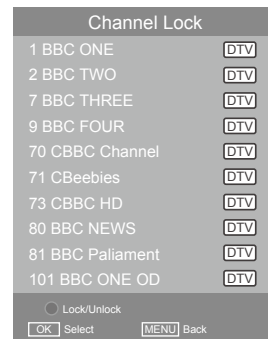 Channel Lock
1 BBC ONE DTV
2 BBC TWO DTV
7 BBC THREE DTV
9 BBC FOUR DTV
70 CBBC Channel DTV
71 CBeebies DTV
73 CBBC HD DTV
80 BBC NEWS DTV
81 BBC Paliament DTV
101 BBC ONE OD DTV
Lock/Unlock
OK Select MENU Back